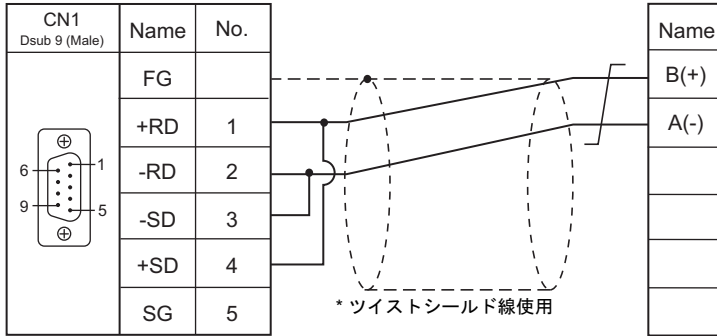 CN1
Dsub 9 (Male)
Name No.
FG
+RD 1
-RD 2
-SD 3
+SD 4
SG 5
6
1
9
5
* ツイストシールド線使用
Name
B(+)
A(-)